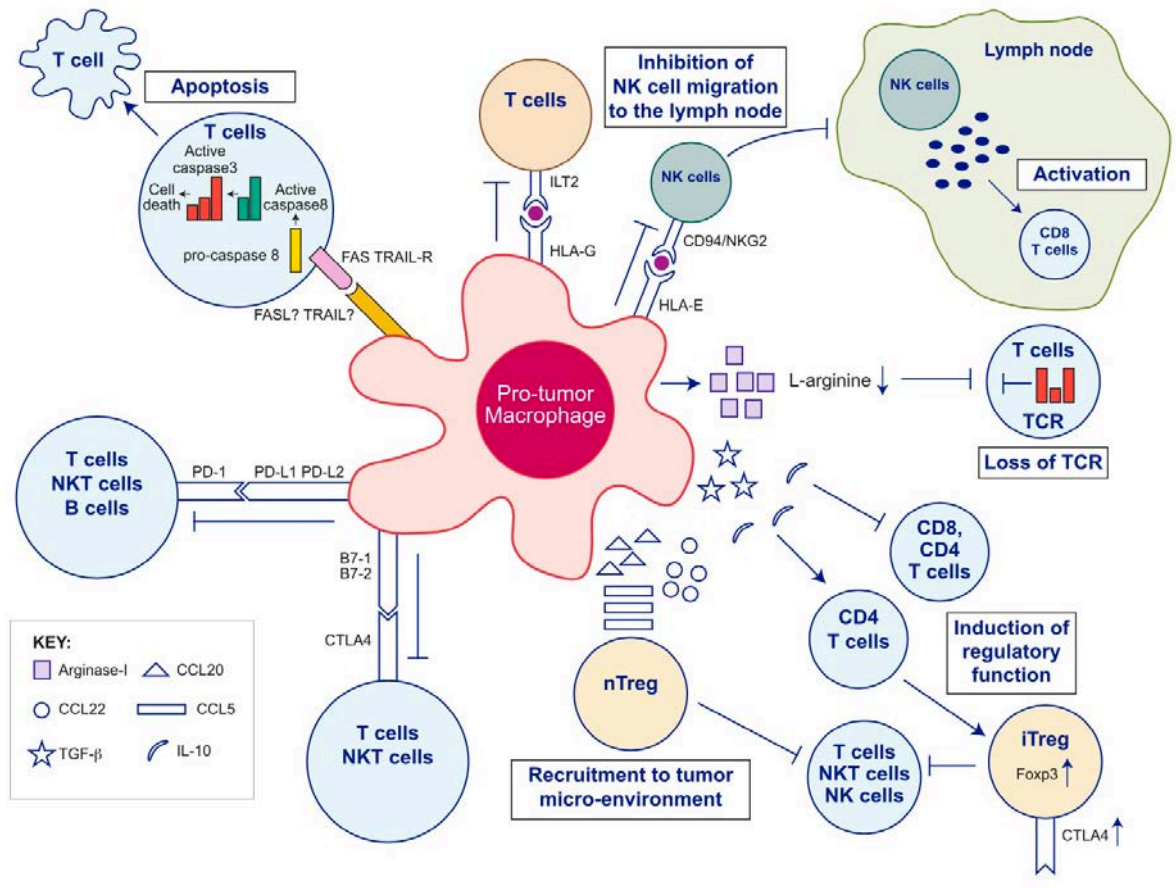 T cell
Apoptosis
T cells
Active
caspase3
Cell
death
Active
caspase8
pro-caspase 8
FAS TRAIL-R
FASL? TRAIL?
T cells
ILT2
HLA-G
Inhibition of
NK cell migration
to the lymph node
NK cells
CD94/NKG2
HLA-E
Lymph node
NK cells
Activation
CD8
T cells
Pro-tumor
Macrophage
L-arginine
T cells
TCR
Loss of TCR
T cells
NKT cells
B cells
PD-1
PD-L1 PD-L2
B7-1
B7-2
CTLA4
T cells
NKT cells
CD8,
CD4
T cells
CD4
T cells
Induction of
regulatory
function
nTreg
Recruitment to tumor
micro-environment
T cells
NKT cells
NK cells
iTreg
Foxp3
CTLA4
KEY:
Arginase-I
CCL20
CCL22
CCL5
TGF-β
IL-10